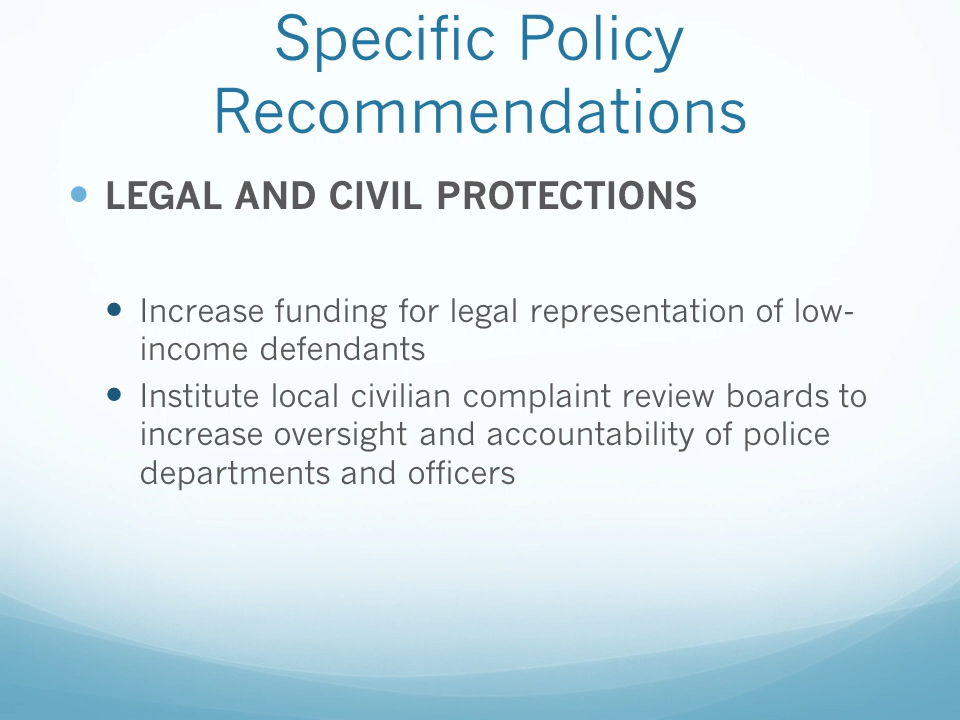 Specific Policy
Recommendations
LEGAL AND CIVIL PROTECTIONS
Increase funding for legal representation of low-
income defendants
Institute local civilian complaint review boards to
increase oversight and accountability of police
departments and officers